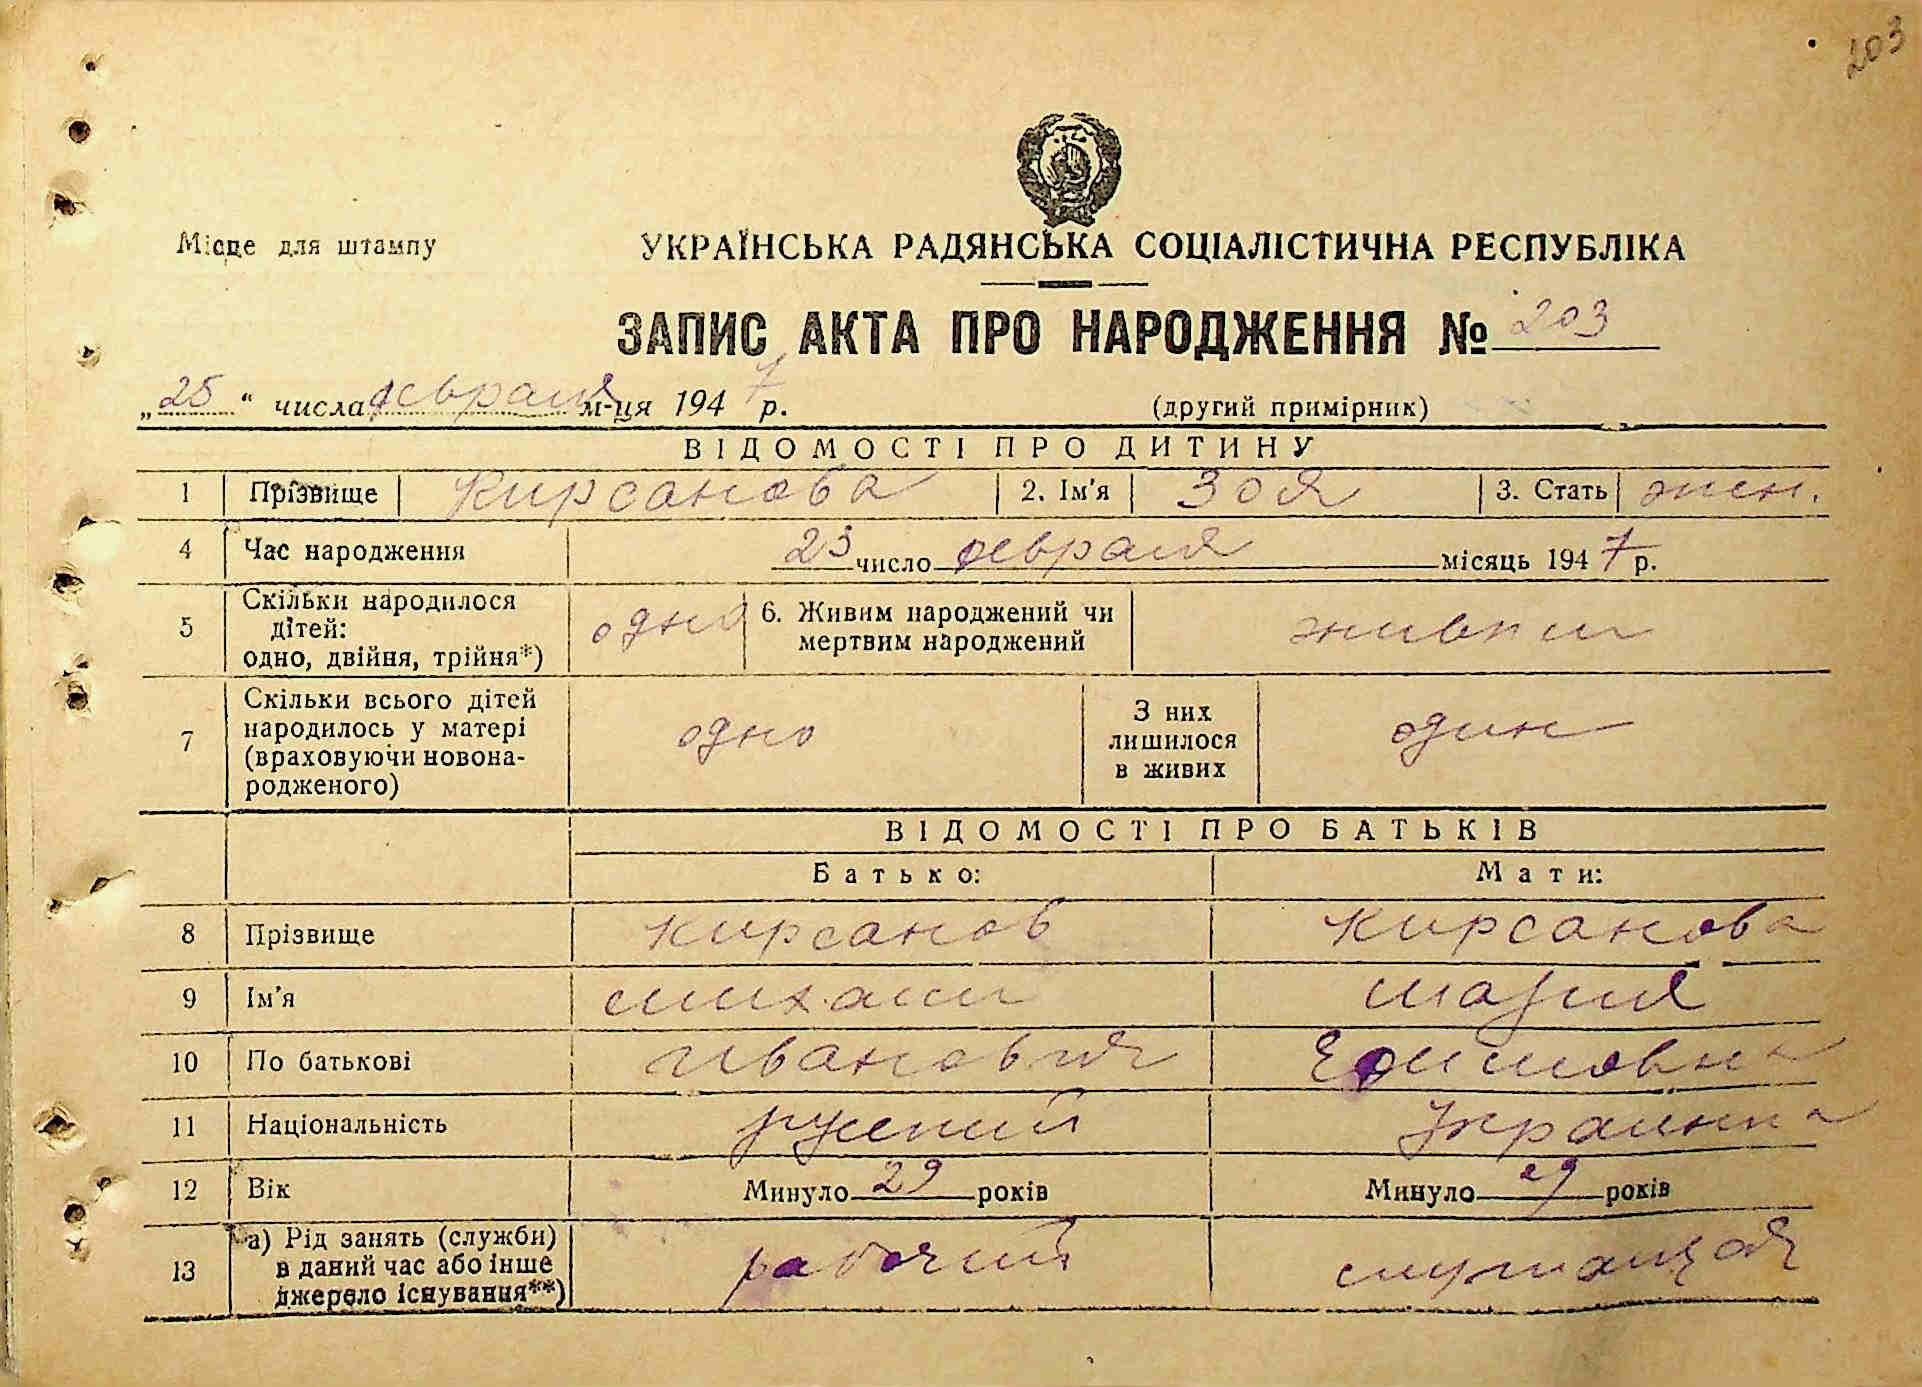 203
Місце для штампу
УКРАЇНСЬКА РАДЯНСЬКА СОЦІАЛІСТИЧНА РЕСПУБЛІКА
ЗАПИС АКТА ПРО НАРОДЖЕННЯ № 203
„25“ числа февраля м-ця 1947 р. (другий примірник)
ВІДОМОСТІ ПРО ДИТИНУ
1 Прізвище Кирсанова 2. Ім'я Зоя 3. Стать жен.
4 Час народження 23 число февраля місяць 1947 р.
5 Скільки народилося дітей: одно, двійня, трійня*) одно 6. Живим народжений чи мертвим народжений живым
7 Скільки всього дітей народилось у матері (враховуючи новонародженого) одно З них лишилося в живих один
ВІДОМОСТІ ПРО БАТЬКІВ
Батько: Мати:
8 Прізвище Кирсанов Кирсанова
9 Ім'я Михаил Мария
10 По батькові Иванович Ефимовна
11 Національність русский Украинка
12 Вік Минуло 29 років Минуло 29 років
13 а) Рід занять (служби) в даний час або інше джерело існування**) рабочий служащая